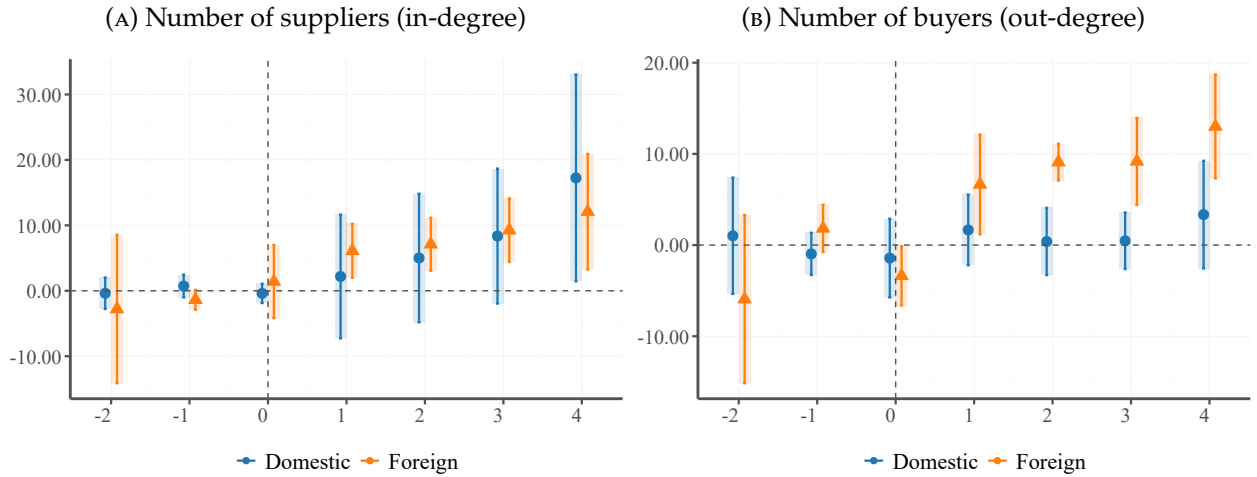 (A) Number of suppliers (in-degree)
30.00
20.00
10.00
0.00
-10.00
-2 -1 0 1 2 3 4
Domestic Foreign
(B) Number of buyers (out-degree)
20.00
10.00
0.00
-10.00
-2 -1 0 1 2 3 4
Domestic Foreign